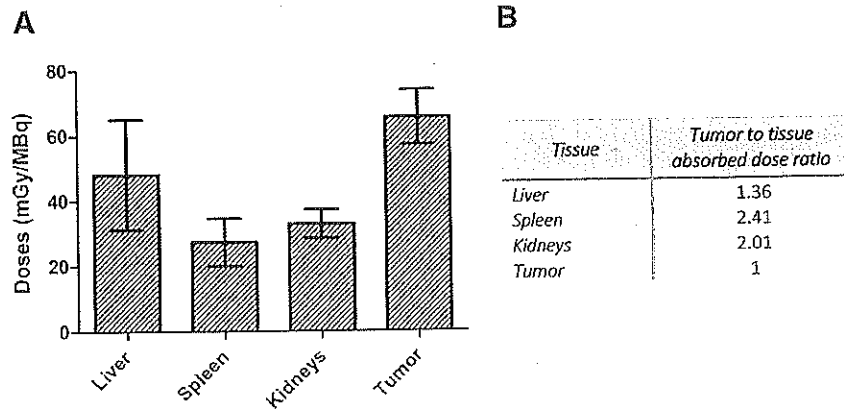 A
B
Doses (mGy/MBq)
80
60
40
20
0
Liver
Spleen
Kidneys
Tumor
Tissue
Tumor to tissue
absorbed dose ratio
Liver 1.36
Spleen 2.41
Kidneys 2.01
Tumor 1